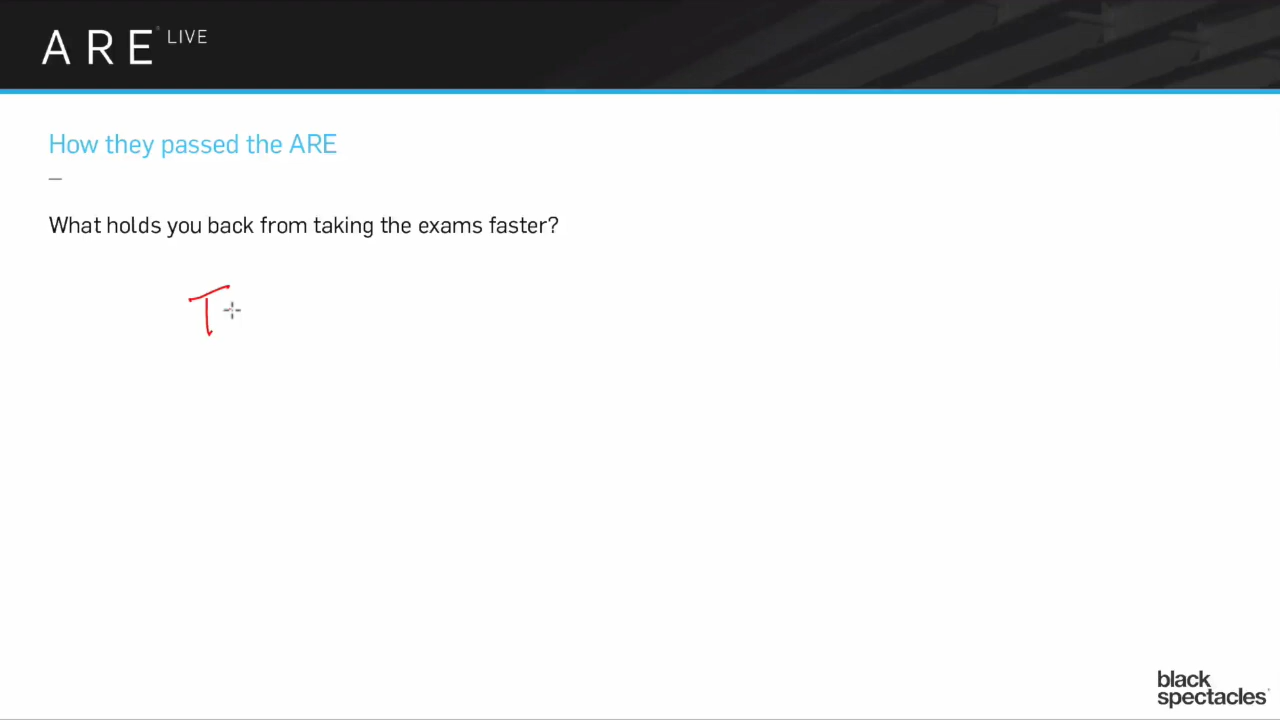 ARE® LIVE
How they passed the ARE
What holds you back from taking the exams faster?
T
black
spectacles